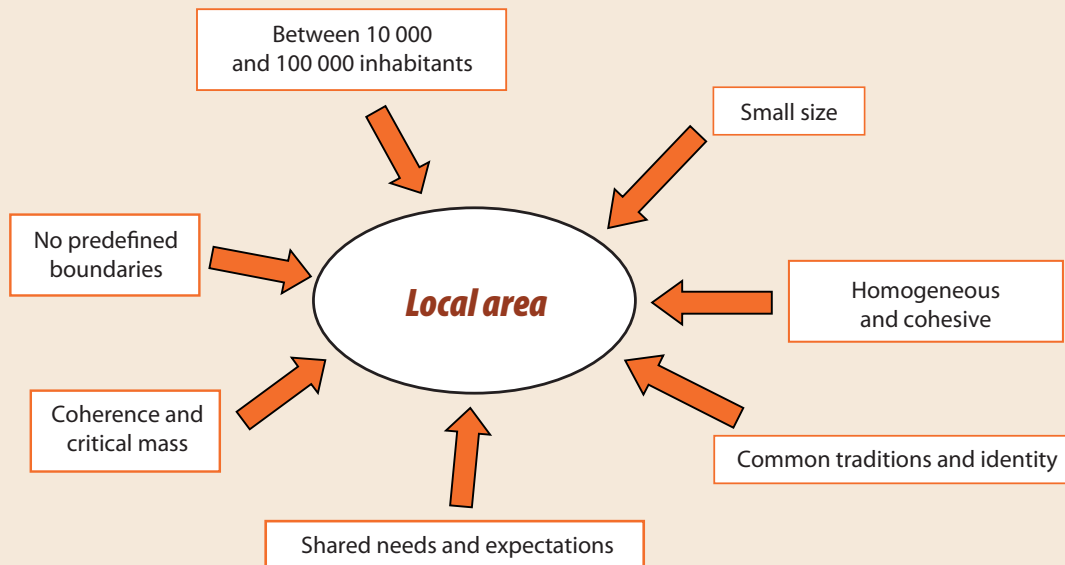 Between 10 000
and 100 000 inhabitants
Small size
No predefined
boundaries
Local area
Homogeneous
and cohesive
Coherence and
critical mass
Common traditions and identity
Shared needs and expectations